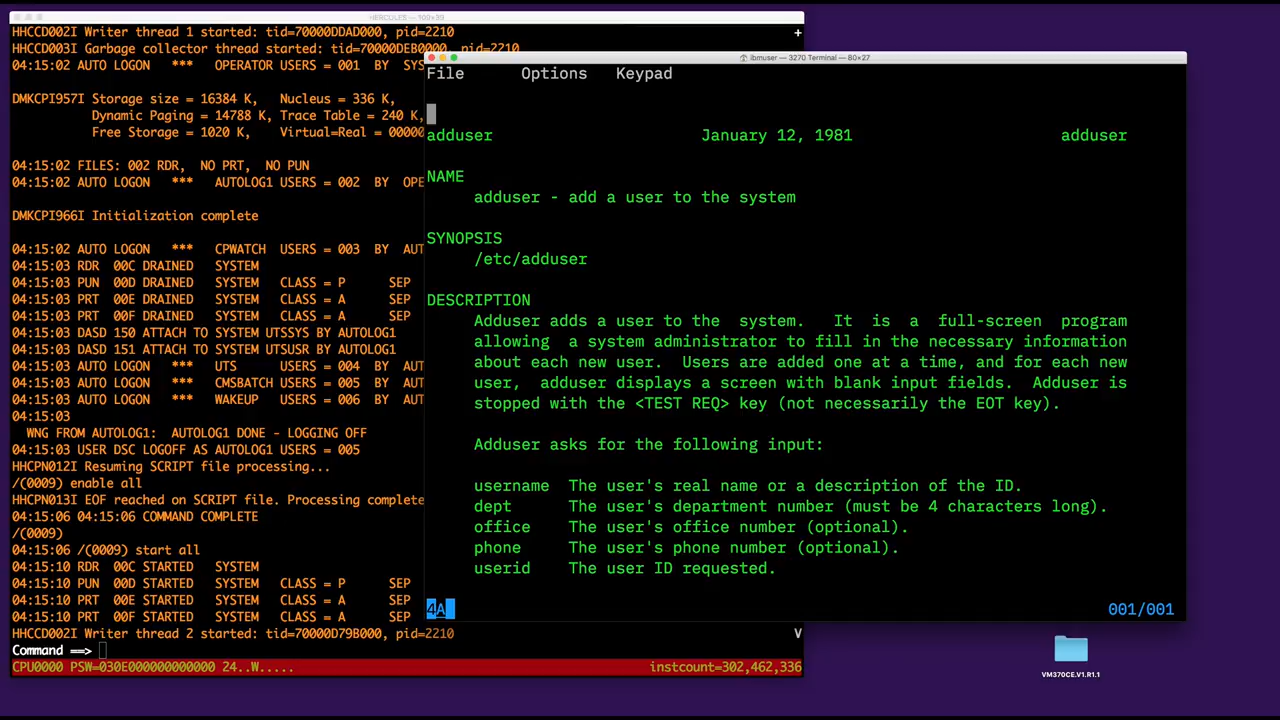 HERCULES — 100×39
HHCCD002I Writer thread 1 started: tid=70000DDAD000, pid=2210
+
HHCCD003I Garbage collector thread started: tid=70000DEB0000, pid=2210
04:15:02 AUTO LOGON   ***   OPERATOR USERS = 001  BY  SYS
DMKCPI957I Storage size = 16384 K,   Nucleus = 336 K,
Dynamic Paging = 14788 K, Trace Table = 240 K,
Free Storage = 1020 K,   Virtual=Real = 00000
04:15:02 FILES: 002 RDR,  NO PRT,  NO PUN
04:15:02 AUTO LOGON   ***   AUTOLOG1 USERS = 002  BY  OPE
DMKCPI966I Initialization complete
04:15:02 AUTO LOGON   ***   CPWATCH  USERS = 003  BY  AUT
04:15:03 RDR  00C DRAINED   SYSTEM
04:15:03 PUN  00D DRAINED   SYSTEM   CLASS = P      SEP
04:15:03 PRT  00E DRAINED   SYSTEM   CLASS = A      SEP
04:15:03 PRT  00F DRAINED   SYSTEM   CLASS = A      SEP
04:15:03 DASD 150 ATTACH TO SYSTEM UTSSYS BY AUTOLOG1
04:15:03 DASD 151 ATTACH TO SYSTEM UTSUSR BY AUTOLOG1
04:15:03 AUTO LOGON   ***   UTS      USERS = 004  BY  AUT
04:15:03 AUTO LOGON   ***   CMSBATCH USERS = 005  BY  AUT
04:15:03 AUTO LOGON   ***   WAKEUP   USERS = 006  BY  AUT
04:15:03
WNG FROM AUTOLOG1:  AUTOLOG1 DONE - LOGGING OFF
04:15:03 USER DSC LOGOFF AS AUTOLOG1 USERS = 005
HHCPN012I Resuming SCRIPT file processing...
/(0009) enable all
HHCPN013I EOF reached on SCRIPT file. Processing complete
04:15:06 04:15:06 COMMAND COMPLETE
/(0009)
04:15:06 /(0009) start all
04:15:10 RDR  00C STARTED   SYSTEM
04:15:10 PUN  00D STARTED   SYSTEM   CLASS = P      SEP
04:15:10 PRT  00E STARTED   SYSTEM   CLASS = A      SEP
04:15:10 PRT  00F STARTED   SYSTEM   CLASS = A      SEP
HHCCD002I Writer thread 2 started: tid=70000D79B000, pid=2210
V
Command ==>
CPU0000 PSW=030E000000000000 24..W.....
instcount=302,462,336
ibmuser — 3270 Terminal — 80×27
File      Options   Keypad
adduser      January 12, 1981      adduser
NAME
adduser - add a user to the system
SYNOPSIS
/etc/adduser
DESCRIPTION
Adduser adds a user to the  system.   It  is  a  full-screen  program
allowing  a system administrator to fill in the necessary information
about each new user.  Users are added one at a time, and for each new
user,  adduser displays a screen with blank input fields.  Adduser is
stopped with the <TEST REQ> key (not necessarily the EOT key).
Adduser asks for the following input:
username  The user's real name or a description of the ID.
dept      The user's department number (must be 4 characters long).
office    The user's office number (optional).
phone     The user's phone number (optional).
userid    The user ID requested.
4A
001/001
VM370CE.V1.R1.1